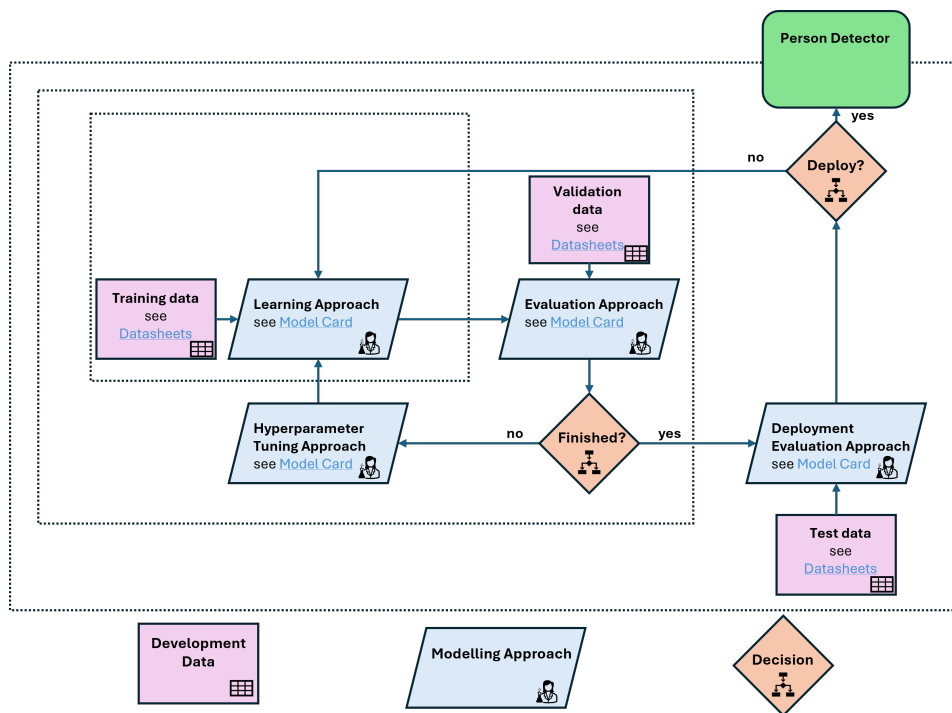 Person Detector
yes
Deploy?
no
Validation
data
see
Datasheets
Training data
see
Datasheets
Learning Approach
see Model Card
Evaluation Approach
see Model Card
Hyperparameter
Tuning Approach
see Model Card
no
Finished?
yes
Deployment
Evaluation Approach
see Model Card
Test data
see
Datasheets
Development
Data
Modelling Approach
Decision